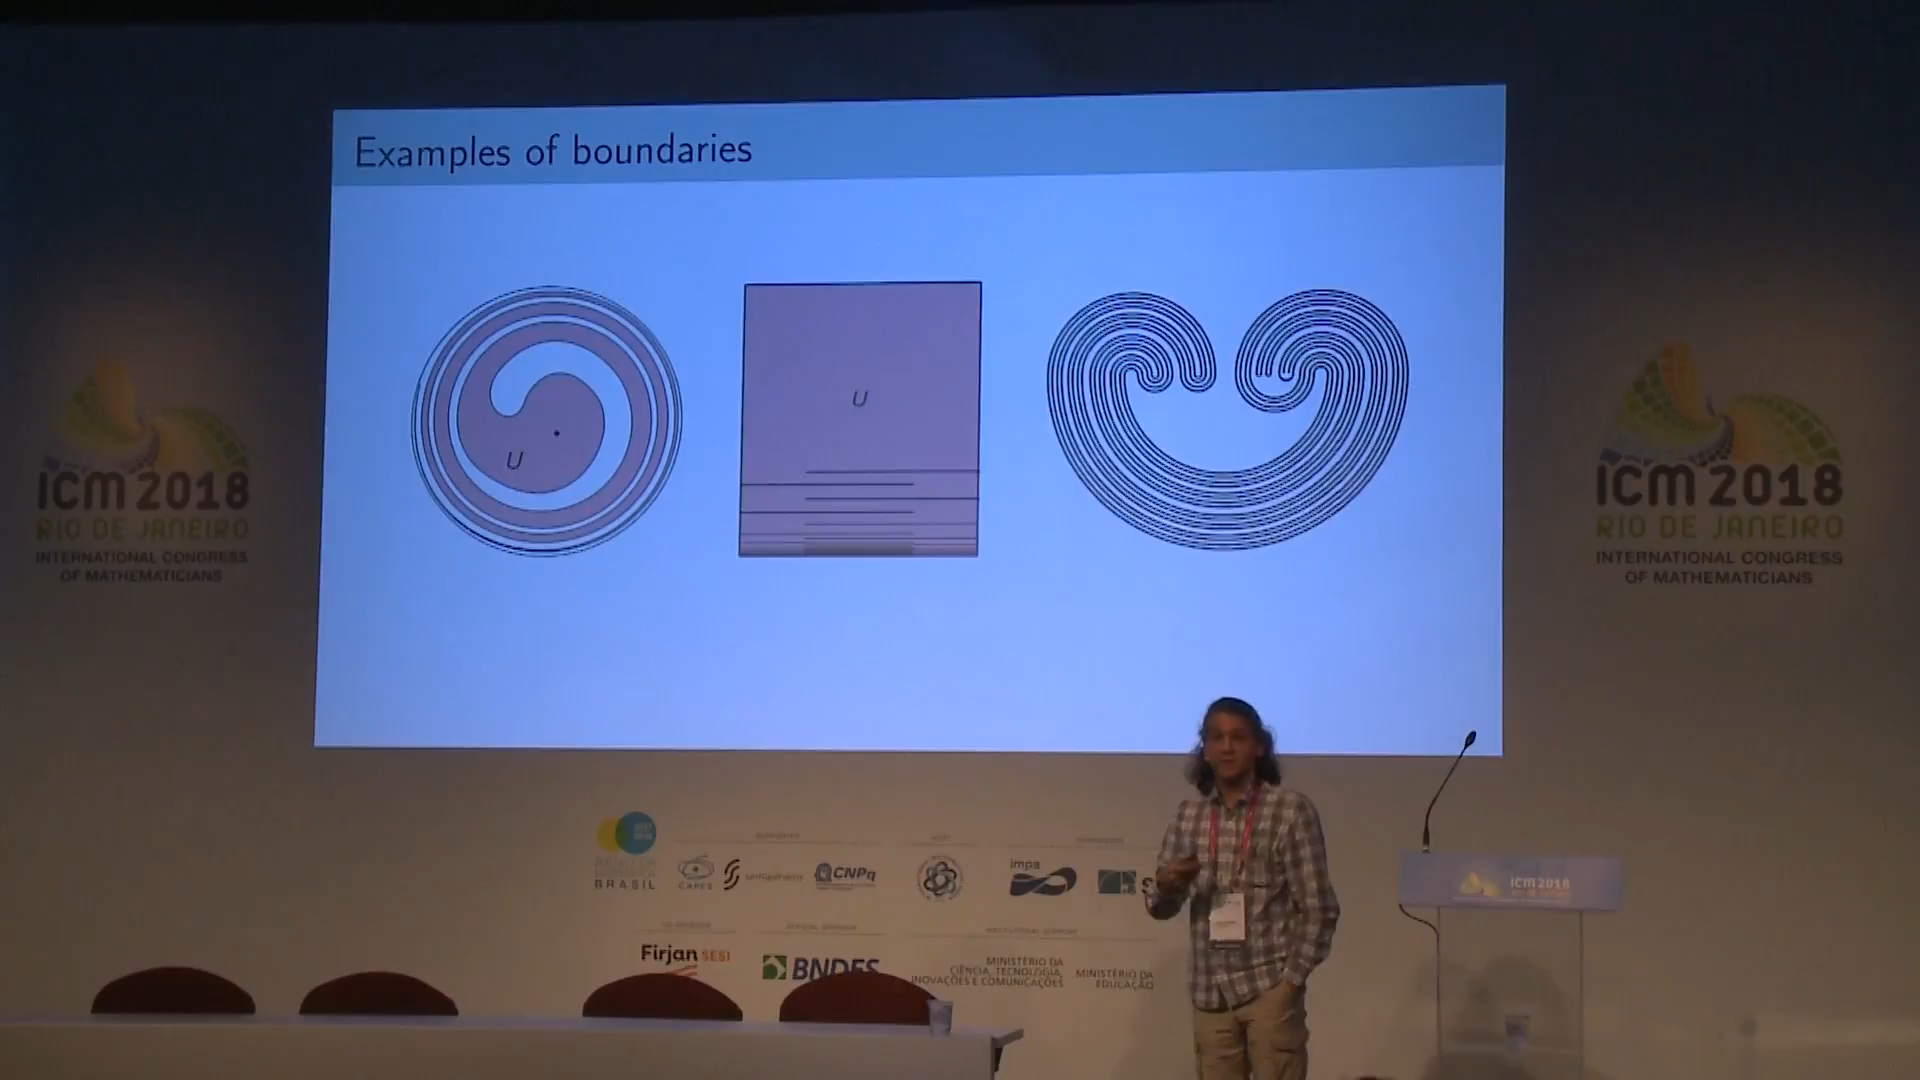 Examples of boundaries
U
U
ICM 2018
RIO DE JANEIRO
INTERNATIONAL CONGRESS
OF MATHEMATICIANS
ICM 2018
RIO DE JANEIRO
INTERNATIONAL CONGRESS
OF MATHEMATICIANS
BRASIL
CAPES
CNPq
impa
S
ICM 2018
Firjan SESI
BNDES
MINISTÉRIO DA
CIÊNCIA, TECNOLOGIA,
INOVAÇÕES E COMUNICAÇÕES
MINISTÉRIO DA
EDUCAÇÃO